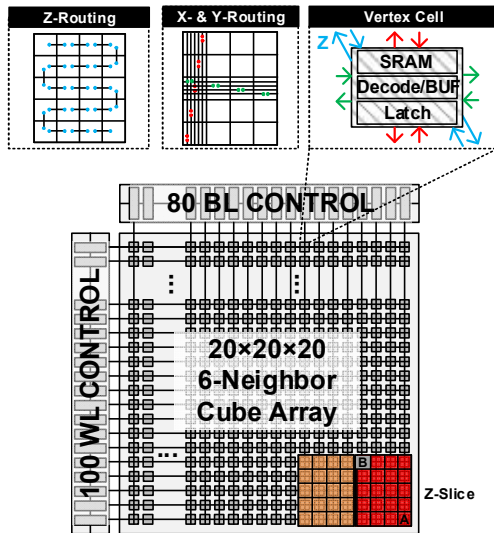 Z-Routing
X- & Y-Routing
Vertex Cell
Z
SRAM
Decode/BUF
Latch
80 BL CONTROL
100 WL CONTROL
...
...
20×20×20
6-Neighbor
Cube Array
...
B
A
Z-Slice